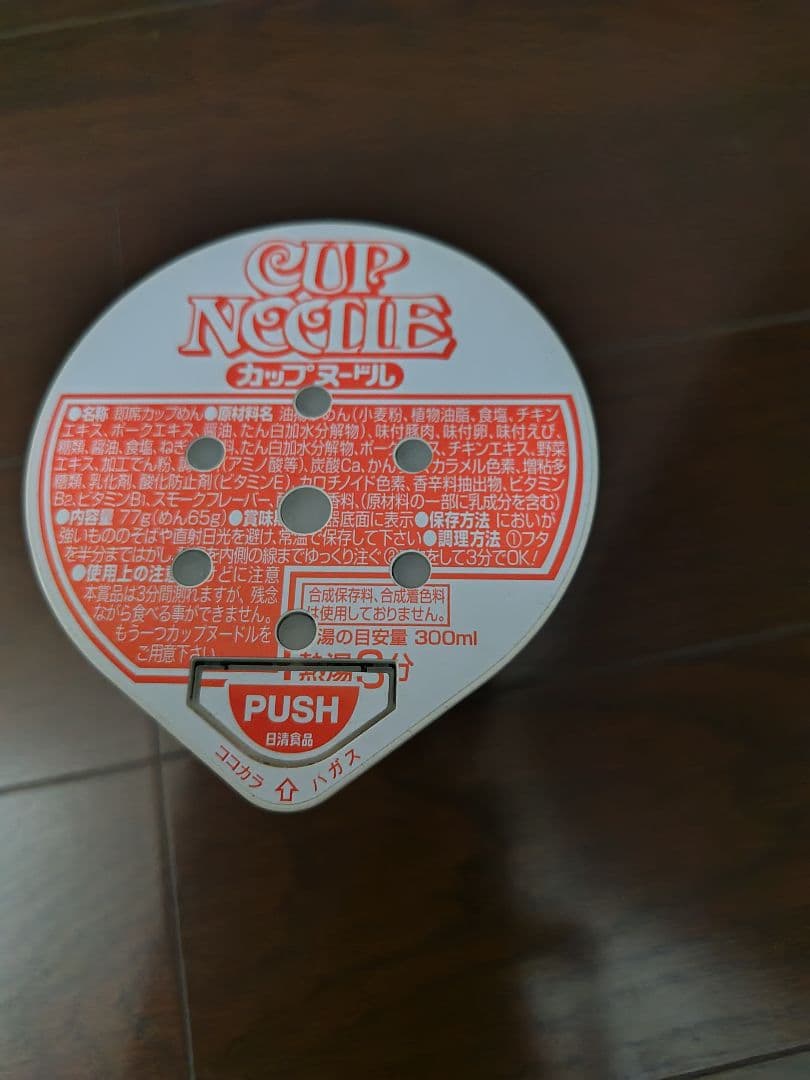 CUP
NOODLE
カップヌードル
●名称 即席カップめん●原材料名 油揚 めん(小麦粉、植物油脂、食塩、チキン
エキス、ポークエキス、醤油、たん白加水分解物)、味付豚肉、味付卵、味付えび、
糖類、醤油、食塩、ねぎ 料、たん白加水分解物、ポー ス、チキンエキス、野菜
エキス、加工でん粉、調 (アミノ酸等)、炭酸Ca、かん カラメル色素、増粘多
糖類、乳化剤、酸化防止剤(ビタミンE)、カロチノイド色素、香辛料抽出物、ビタミン
B2、ビタミンB1、スモークフレーバー、 香料、(原材料の一部に乳成分を含む)
●内容量 77g(めん65g)●賞味 器底面に表示●保存方法 においが
強いもののそばや直射日光を避け、常温で保存して下さい●調理方法 ①フタ
を半分まではがし を内側の線までゆっくり注ぐ② をして3分でOK!
●使用上の注意 けどに注意
本賞品は3分間測れますが、残念
ながら食べる事ができません。
もう一つカップヌードルを
ご用意下さい
合成保存料、合成着色料
は使用しておりません。
湯の目安量 300ml
熱湯3分
PUSH
日清食品
ココカラ ハガス